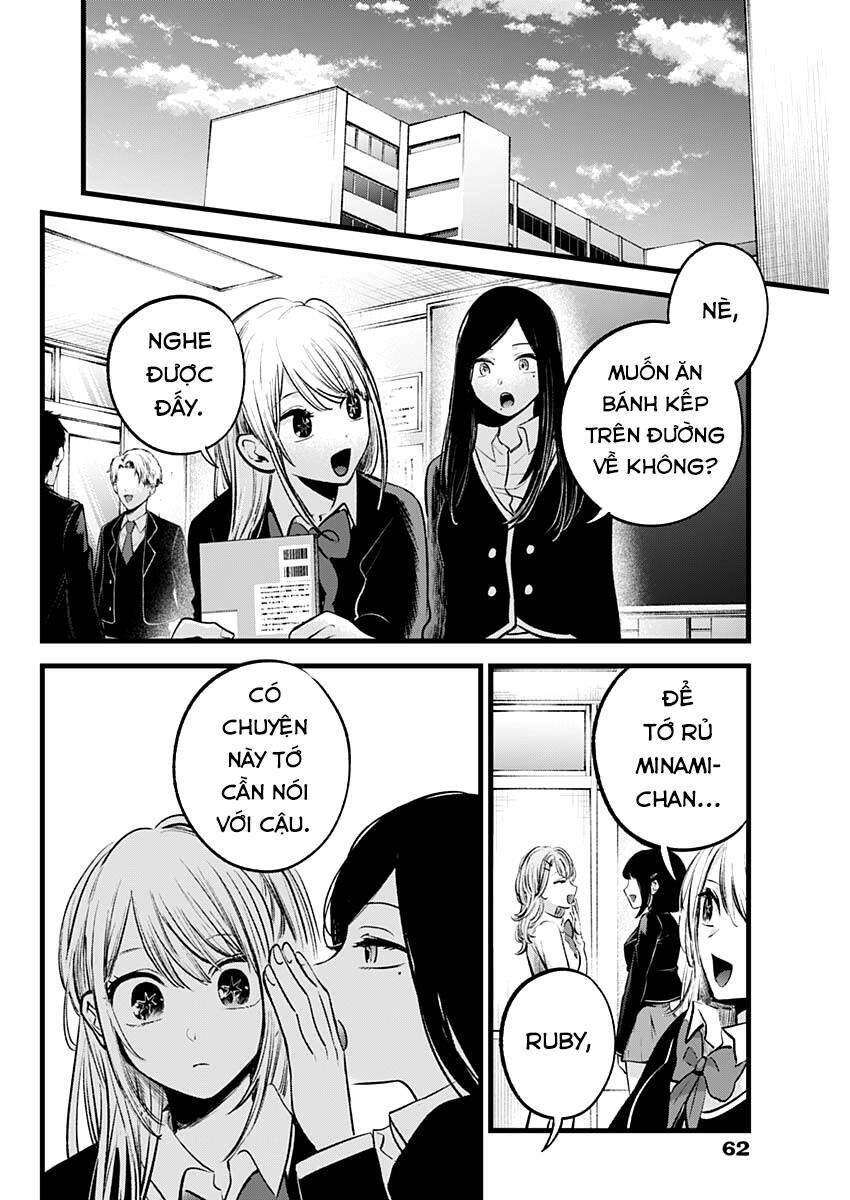 NÈ,
MUỐN ĂN
BÁNH KẾP
TRÊN ĐƯỜNG
VỀ KHÔNG?
NGHE
ĐƯỢC
ĐẤY.
ĐỂ
TỚ RỦ
MINAMI-
CHAN...
RUBY,
CÓ
CHUYỆN
NÀY TỚ
CẦN NÓI
VỚI CẬU.
62